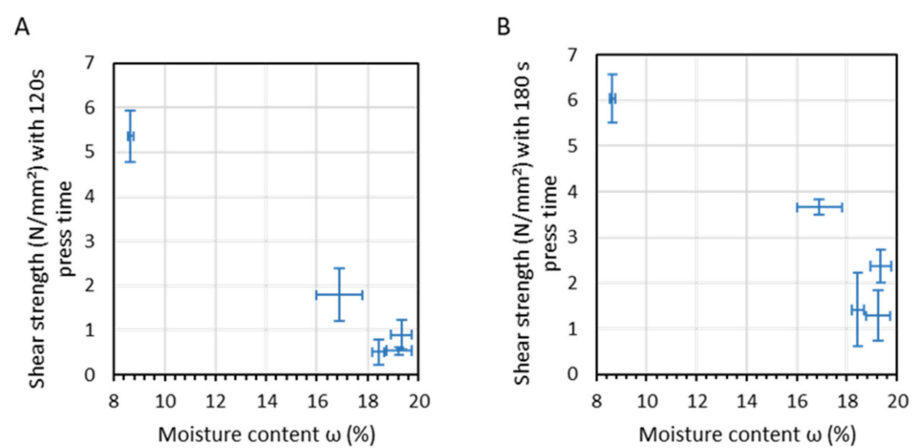 A
Shear strength (N/mm²) with 120s
press time
7
6
5
4
3
2
1
0
8 10 12 14 16 18 20
Moisture content ω (%)
B
Shear strength (N/mm²) with 180 s
press time
7
6
5
4
3
2
1
0
8 10 12 14 16 18 20
Moisture content ω (%)